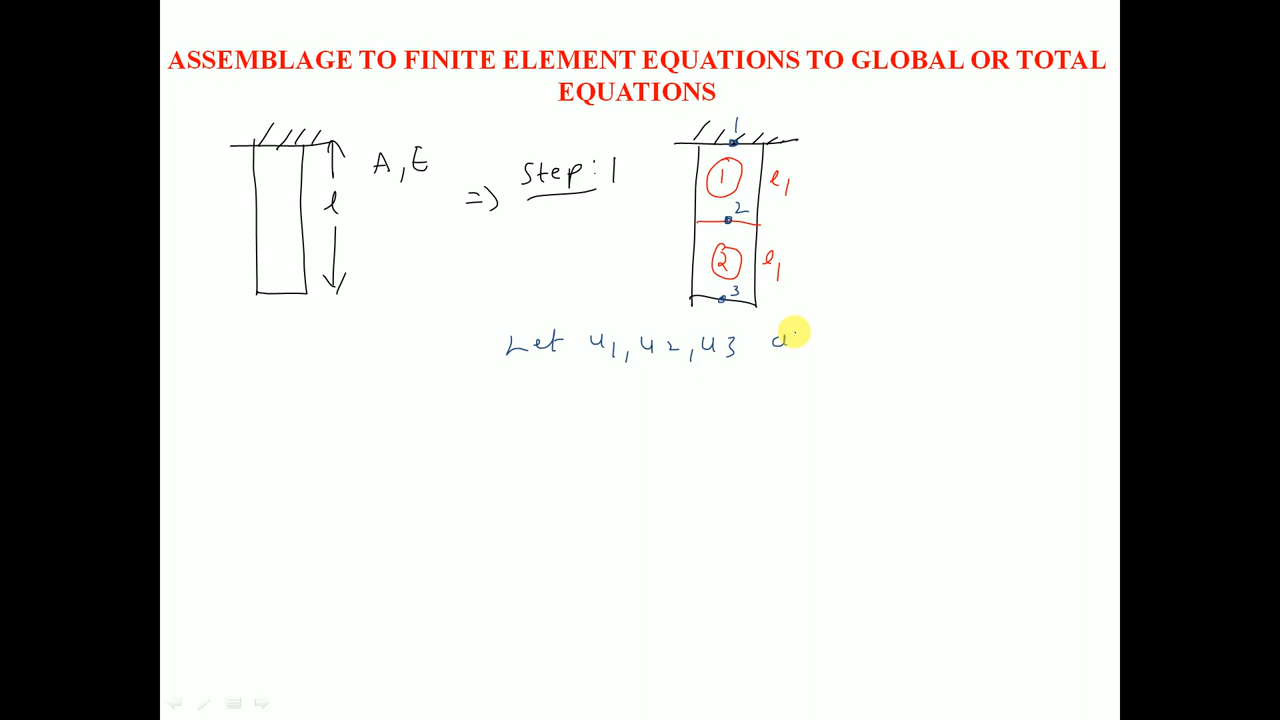 ASSEMBLAGE TO FINITE ELEMENT EQUATIONS TO GLOBAL OR TOTAL
EQUATIONS
l
A, E
=>
Step: 1
1
1
l1
2
2
l1
3
Let u1, u2, u3